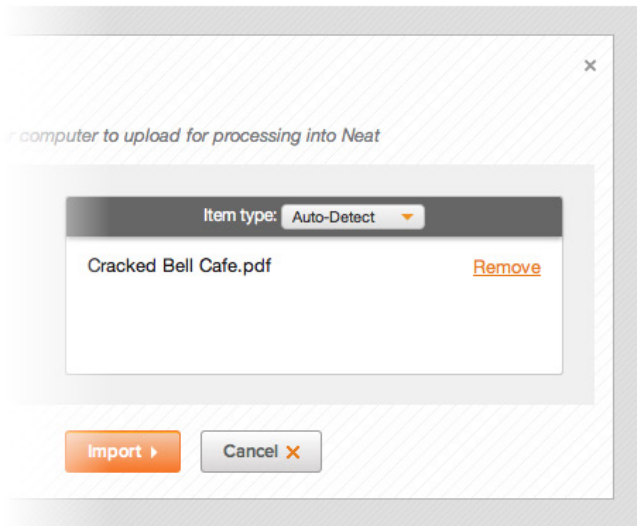 computer to upload for processing into Neat
Item type: Auto-Detect
Cracked Bell Cafe.pdf Remove
Import Cancel